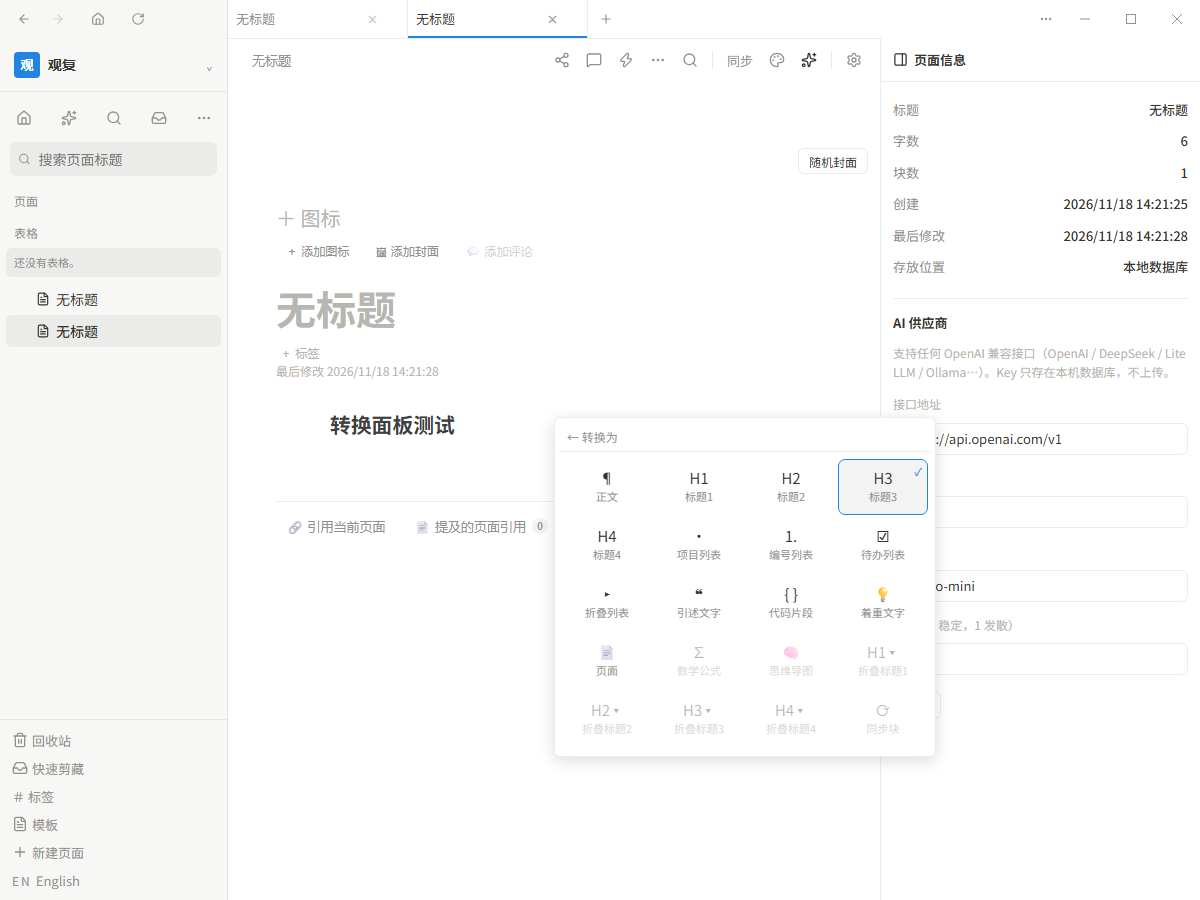 无标题
无标题
观 观复
搜索页面标题
页面
表格
还没有表格。
无标题
无标题
回收站
快速剪藏
# 标签
模板
新建页面
EN English
无标题
同步
随机封面
图标
+ 添加图标
添加封面
添加评论
无标题
+ 标签
最后修改 2026/11/18 14:21:28
转换面板测试
引用当前页面
提及的页面引用 0
← 转换为
¶
正文
H1
标题1
H2
标题2
H3 ✓
标题3
H4
标题4
•
项目列表
1.
编号列表
☑
待办列表
▸
折叠列表
❝
引述文字
{ }
代码片段
着重文字
页面
Σ
数学公式
思维导图
H1 ▾
折叠标题1
H2 ▾
折叠标题2
H3 ▾
折叠标题3
H4 ▾
折叠标题4
同步块
页面信息
标题 无标题
字数 6
块数 1
创建 2026/11/18 14:21:25
最后修改 2026/11/18 14:21:28
存放位置 本地数据库
AI 供应商
支持任何 OpenAI 兼容接口（OpenAI / DeepSeek / Lite
LLM / Ollama…）。Key 只存在本机数据库，不上传。
接口地址
://api.openai.com/v1
o-mini
稳定，1 发散）